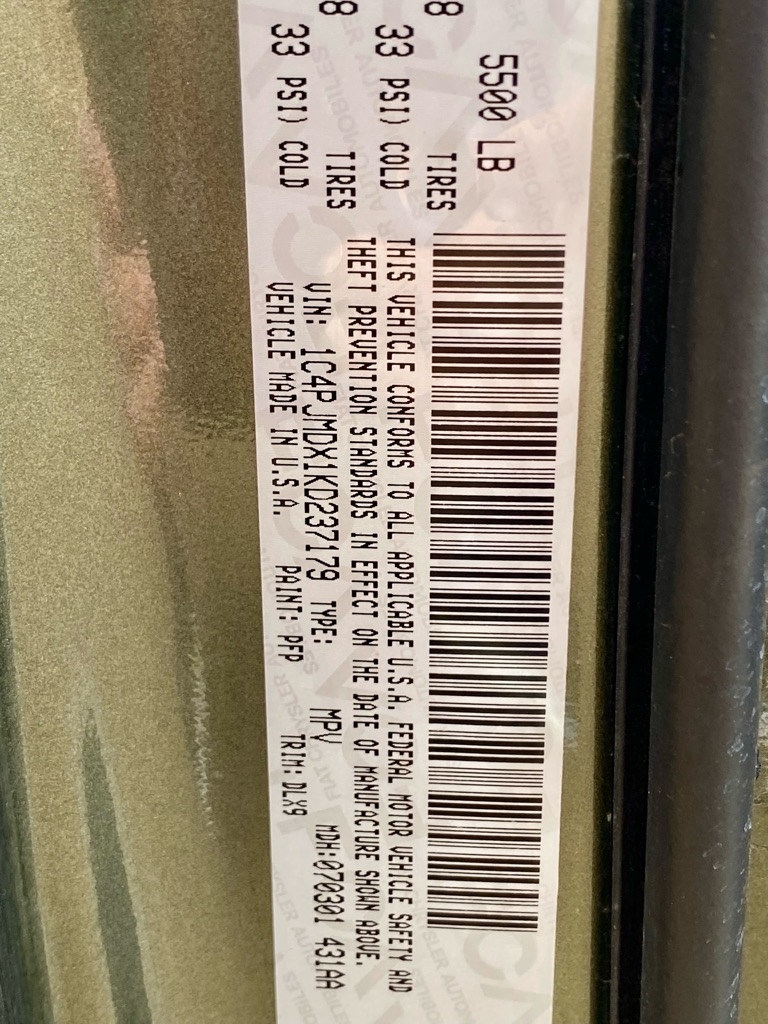 5500 LB
8 TIRES
33 PSI) COLD
8 TIRES
33 PSI) COLD
THIS VEHICLE CONFORMS TO ALL APPLICABLE U.S.A. FEDERAL MOTOR VEHICLE SAFETY AND
THEFT PREVENTION STANDARDS IN EFFECT ON THE DATE OF MANUFACTURE SHOWN ABOVE.
VIN: 1C4PJMDX1KD237179 TYPE: MPV MDH:070301 431AA
VEHICLE MADE IN U.S.A. PAINT:PFP TRIM:DLX9